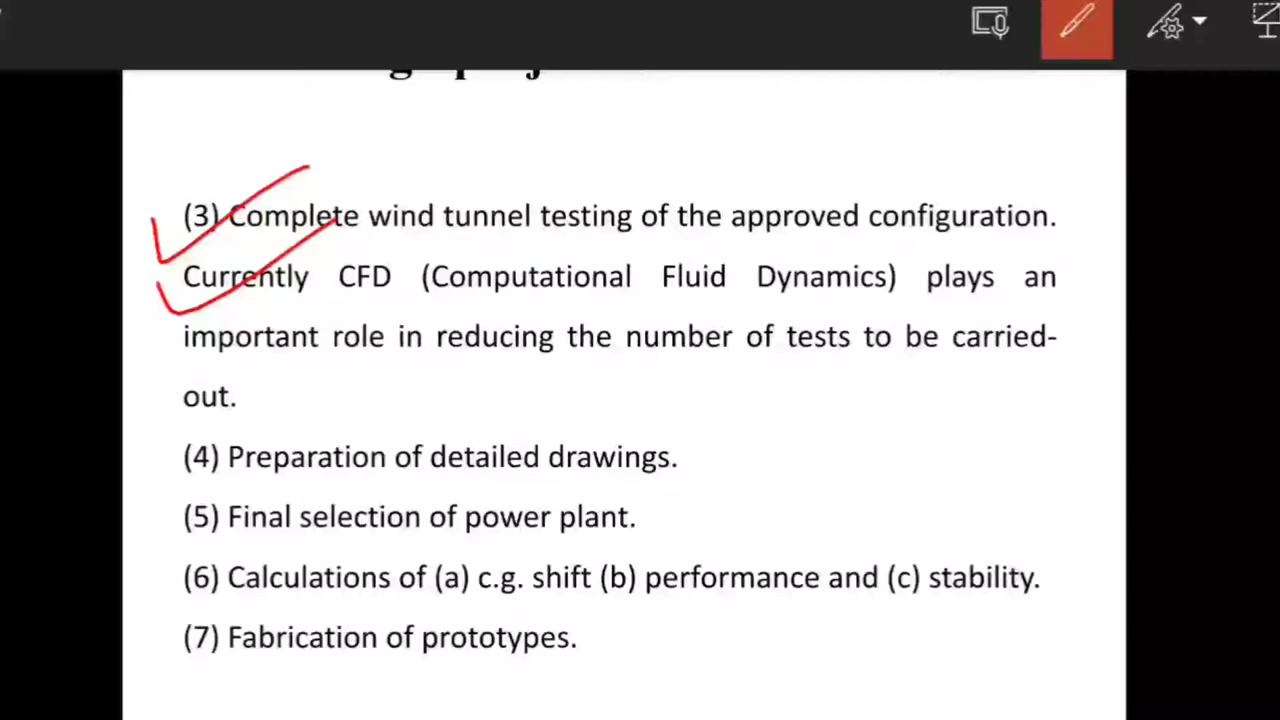 (3) Complete wind tunnel testing of the approved configuration.
Currently CFD (Computational Fluid Dynamics) plays an
important role in reducing the number of tests to be carried-
out.
(4) Preparation of detailed drawings.
(5) Final selection of power plant.
(6) Calculations of (a) c.g. shift (b) performance and (c) stability.
(7) Fabrication of prototypes.